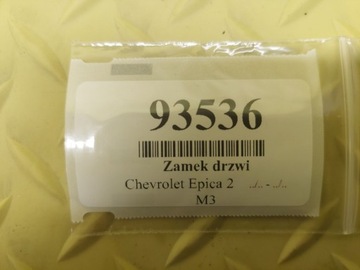 93536
Zamek drzwi
Chevrolet Epica 2 ../.. - ../..
M3